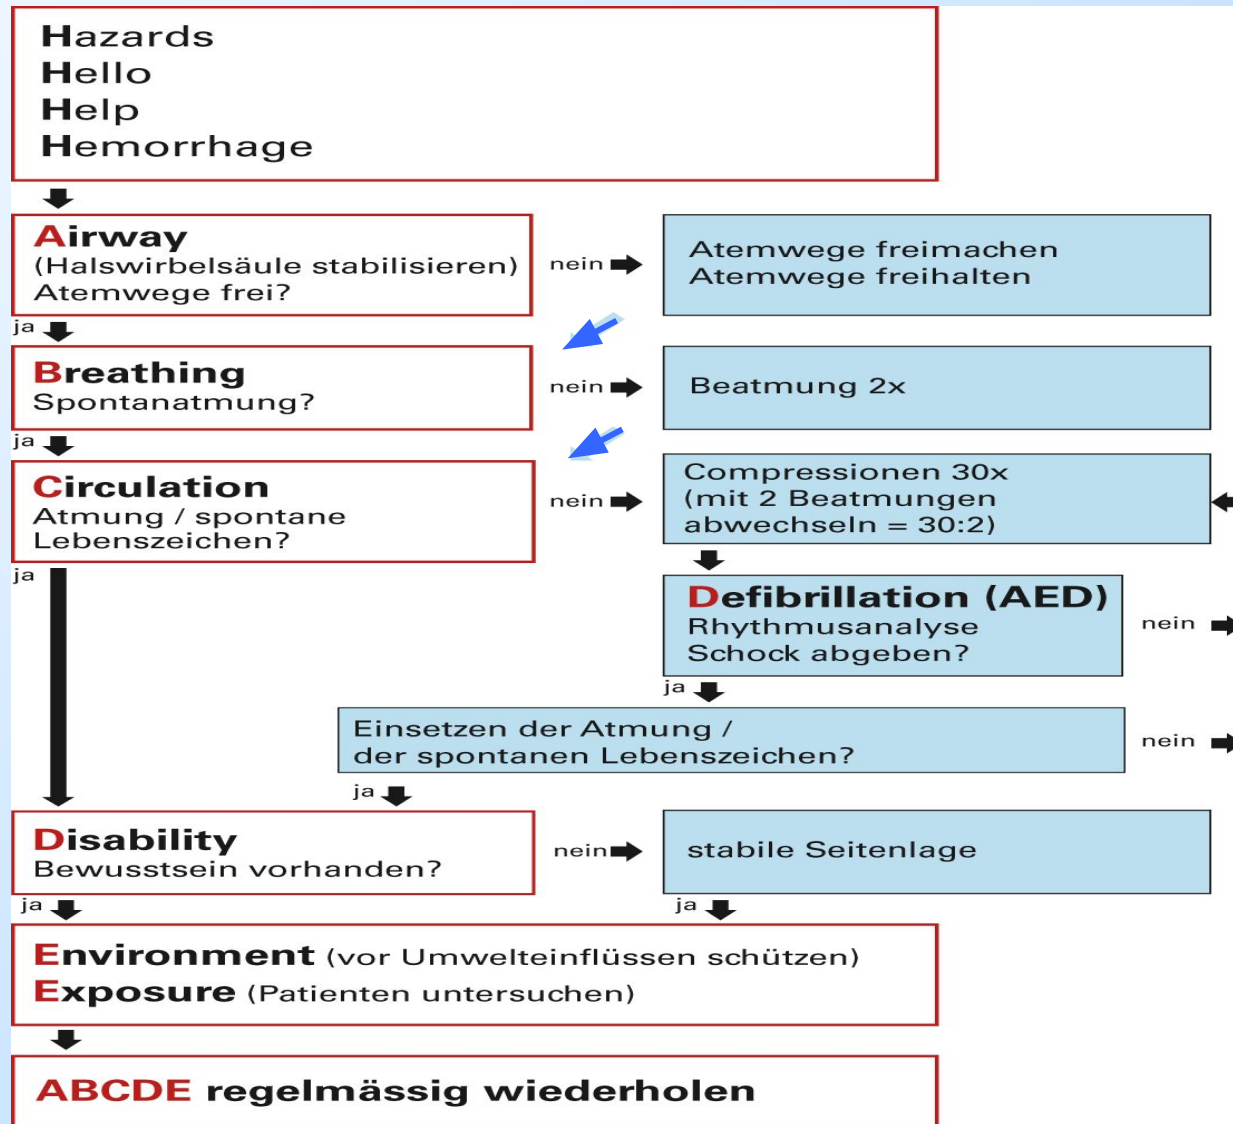 Hazards
Hello
Help
Hemorrhage
Airway
(Halswirbelsäule stabilisieren)
Atemwege frei?
nein
Atemwege freimachen
Atemwege freihalten
ja
Breathing
Spontanatmung?
nein
Beatmung 2x
ja
Circulation
Atmung / spontane
Lebenszeichen?
nein
Compressionen 30x
(mit 2 Beatmungen
abwechseln = 30:2)
ja
Defibrillation (AED)
Rhythmusanalyse
Schock abgeben?
nein
ja
Einsetzen der Atmung /
der spontanen Lebenszeichen?
nein
ja
Disability
Bewusstsein vorhanden?
nein
stabile Seitenlage
ja
ja
Environment (vor Umwelteinflüssen schützen)
Exposure (Patienten untersuchen)
ABCDE regelmässig wiederholen